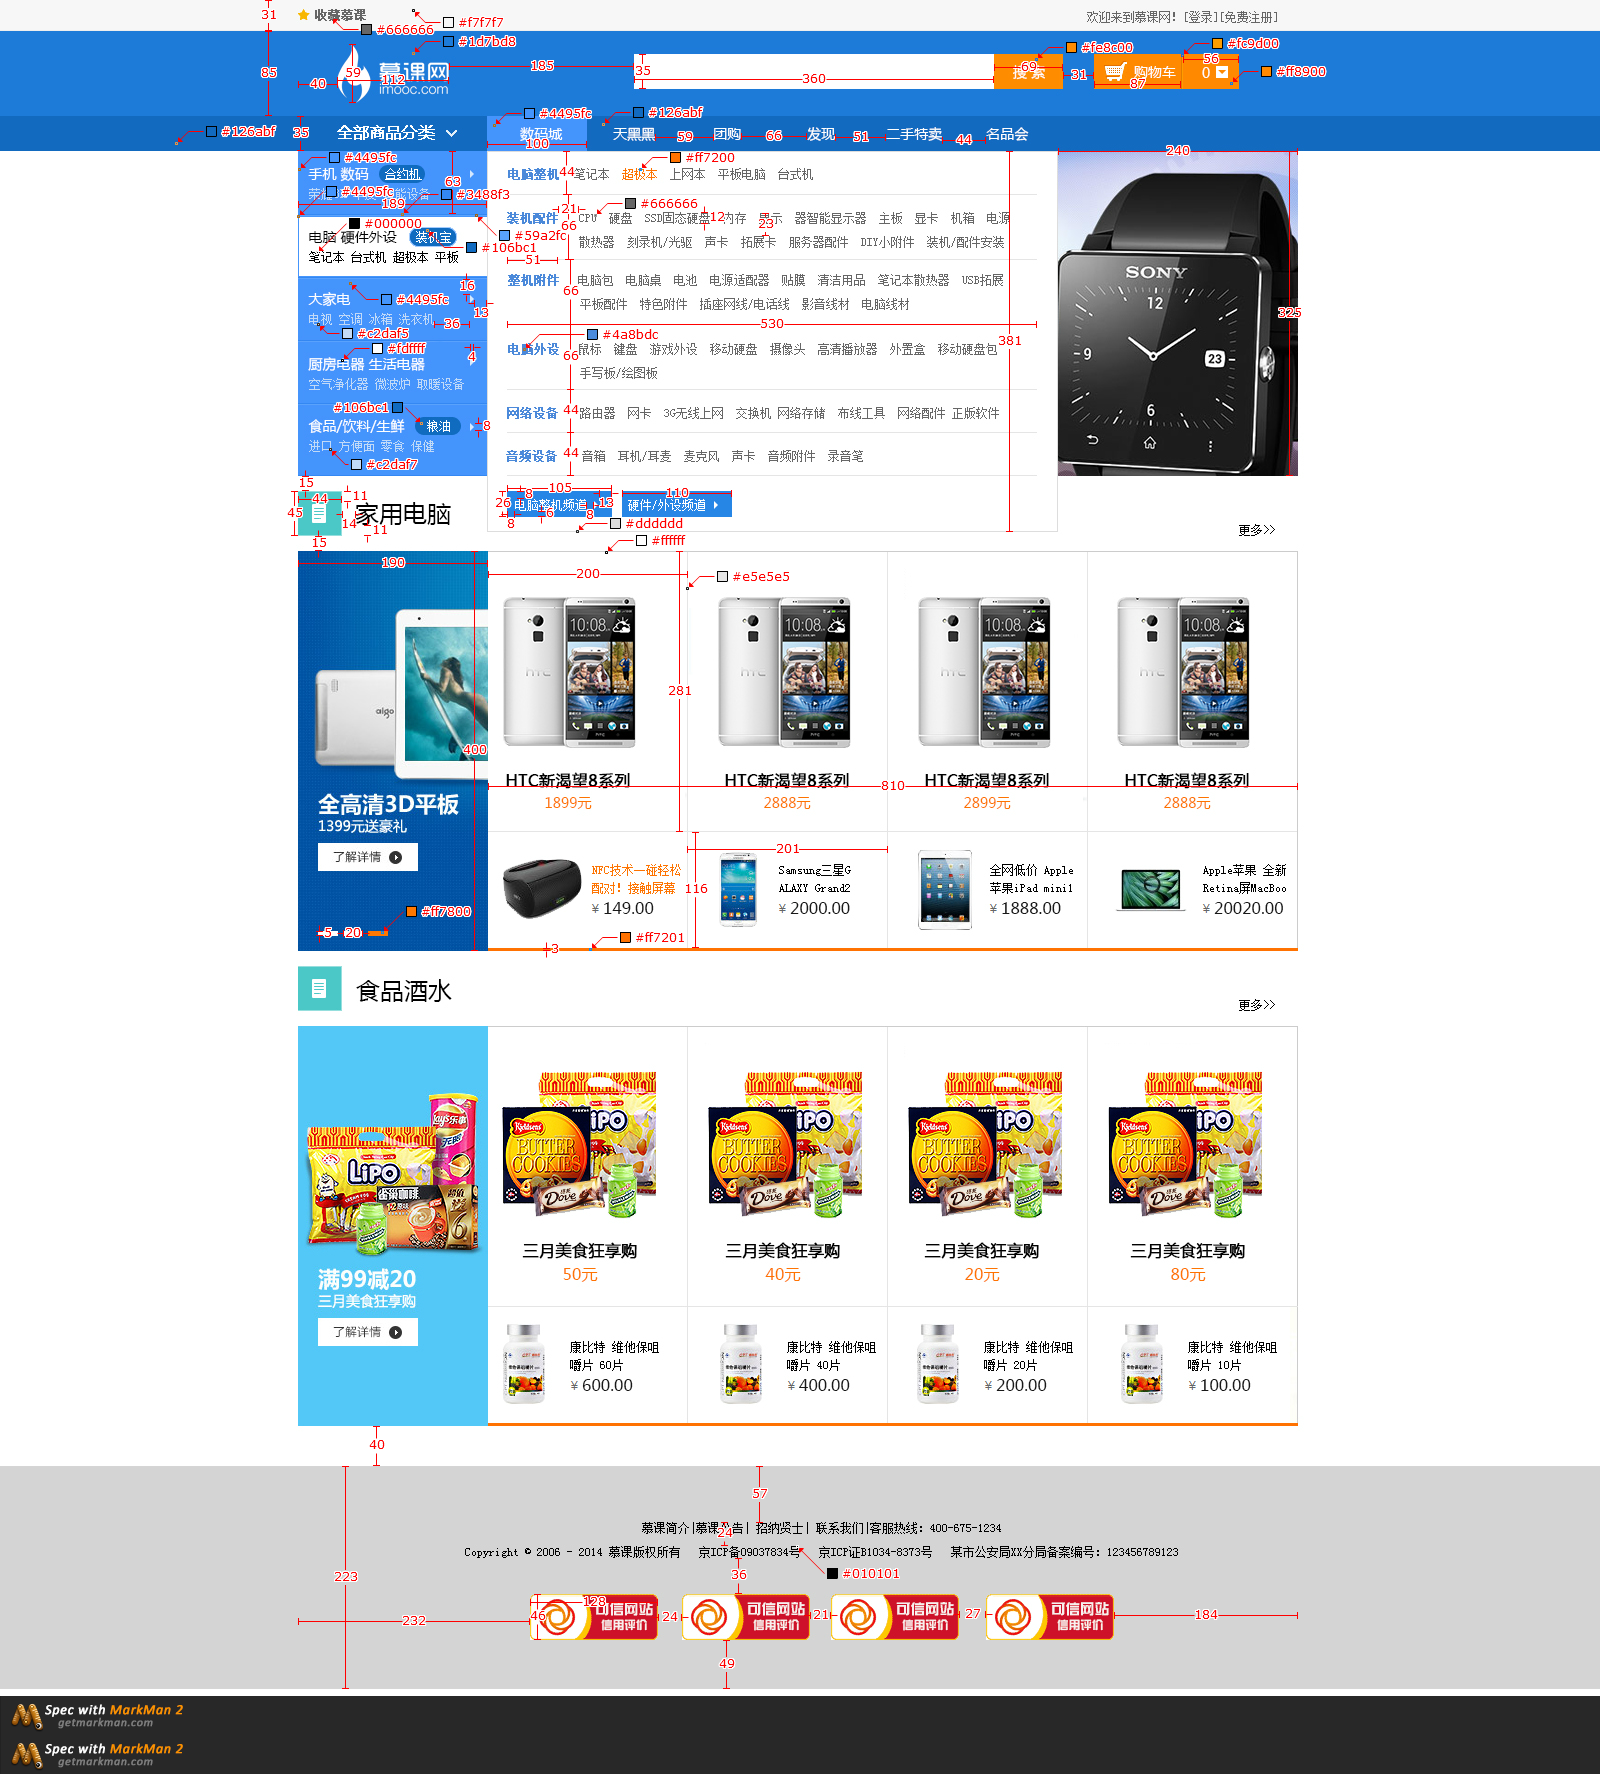 31
收藏慕课
#666666
#f7f7f7
欢迎来到慕课网! [登录][免费注册]
#1d7bd8
85
40
59
112
慕课网
imooc.com
185
35
360
69
搜 索
#fe8c00
31
购物车
87
#fc9d00
56
0
#ff8900
#126abf
35
全部商品分类
#4495fc
数码城
100
#126abf
天黑黑
59
团购
66
发现
51
二手特卖
44
名品会
240
#4495fc
手机 数码 合约机
63
#4495fc
#3488f3
189
#000000
#59a2fc
电脑 硬件外设 装机宝
#106bc1
笔记本 台式机 超极本 平板
16
大家电
#4495fc
13
电视 空调 冰箱 洗衣机
36
#c2daf5
#fdffff
4
厨房电器 生活电器
空气净化器 微波炉 取暖设备
#106bc1
食品/饮料/生鲜 粮油
8
进口 方便面 零食 保健
#c2daf7
44
#ff7200
电脑整机 笔记本 超极本 上网本 平板电脑 台式机
#666666
21
12
23
66
装机配件 CPU 硬盘 SSD固态硬盘 内存 显示 器智能显示器 主板 显卡 机箱 电源
散热器 刻录机/光驱 声卡 拓展卡 服务器配件 DIY小附件 装机/配件安装
51
整机附件 电脑包 电脑桌 电池 电源适配器 贴膜 清洁用品 笔记本散热器 USB拓展
66
平板配件 特色附件 插座网线/电话线 影音线材 电脑线材
530
#4a8bdc
381
325
电脑外设 鼠标 键盘 游戏外设 移动硬盘 摄像头 高清播放器 外置盒 移动硬盘包
66
手写板/绘图板
网络设备 路由器 网卡 3G无线上网 交换机 网络存储 布线工具 网络配件 正版软件
44
音频设备 音箱 耳机/耳麦 麦克风 声卡 音频附件 录音笔
44
SONY
12
9
23
6
15
44
11
45
14
11
15
家用电脑
105
8
26
8
6
13
8
电脑整机频道
110
硬件/外设频道
#dddddd
#ffffff
更多>>
190
200
#e5e5e5
281
400
810
aigo
全高清3D平板
1399元送豪礼
了解详情
5
20
#ff7800
10:08
10:08
10:08
10:08
HTC新渴望8系列
1899元
HTC新渴望8系列
2888元
HTC新渴望8系列
2899元
HTC新渴望8系列
2888元
201
116
NFC技术一碰轻松
配对! 接触屏幕
¥ 149.00
Samsung三星G
ALAXY Grand2
¥ 2000.00
全网低价 Apple
苹果iPad mini1
¥ 1888.00
Apple苹果 全新
Retina屏MacBoo
¥ 20020.00
#ff7201
3
食品酒水
更多>>
LiPO
满99减20
三月美食狂享购
了解详情
Kjeldsens BUTTER COOKIES LiPO Dove
Kjeldsens BUTTER COOKIES LiPO Dove
Kjeldsens BUTTER COOKIES LiPO Dove
Kjeldsens BUTTER COOKIES LiPO Dove
三月美食狂享购
50元
三月美食狂享购
40元
三月美食狂享购
20元
三月美食狂享购
80元
康比特 维他保咀
嚼片 60片
¥ 600.00
康比特 维他保咀
嚼片 40片
¥ 400.00
康比特 维他保咀
嚼片 20片
¥ 200.00
康比特 维他保咀
嚼片 10片
¥ 100.00
40
57
慕课简介|慕课公告| 招纳贤士| 联系我们|客服热线: 400-675-1234
24
Copyright © 2006 - 2014 慕课版权所有 京ICP备09037834号 京ICP证B1034-8373号 某市公安局XX分局备案编号: 123456789123
#010101
36
223
232
46
128
可信网站
信用评价
24
可信网站
信用评价
21
可信网站
信用评价
27
可信网站
信用评价
184
49
Spec with MarkMan 2
getmarkman.com
Spec with MarkMan 2
getmarkman.com